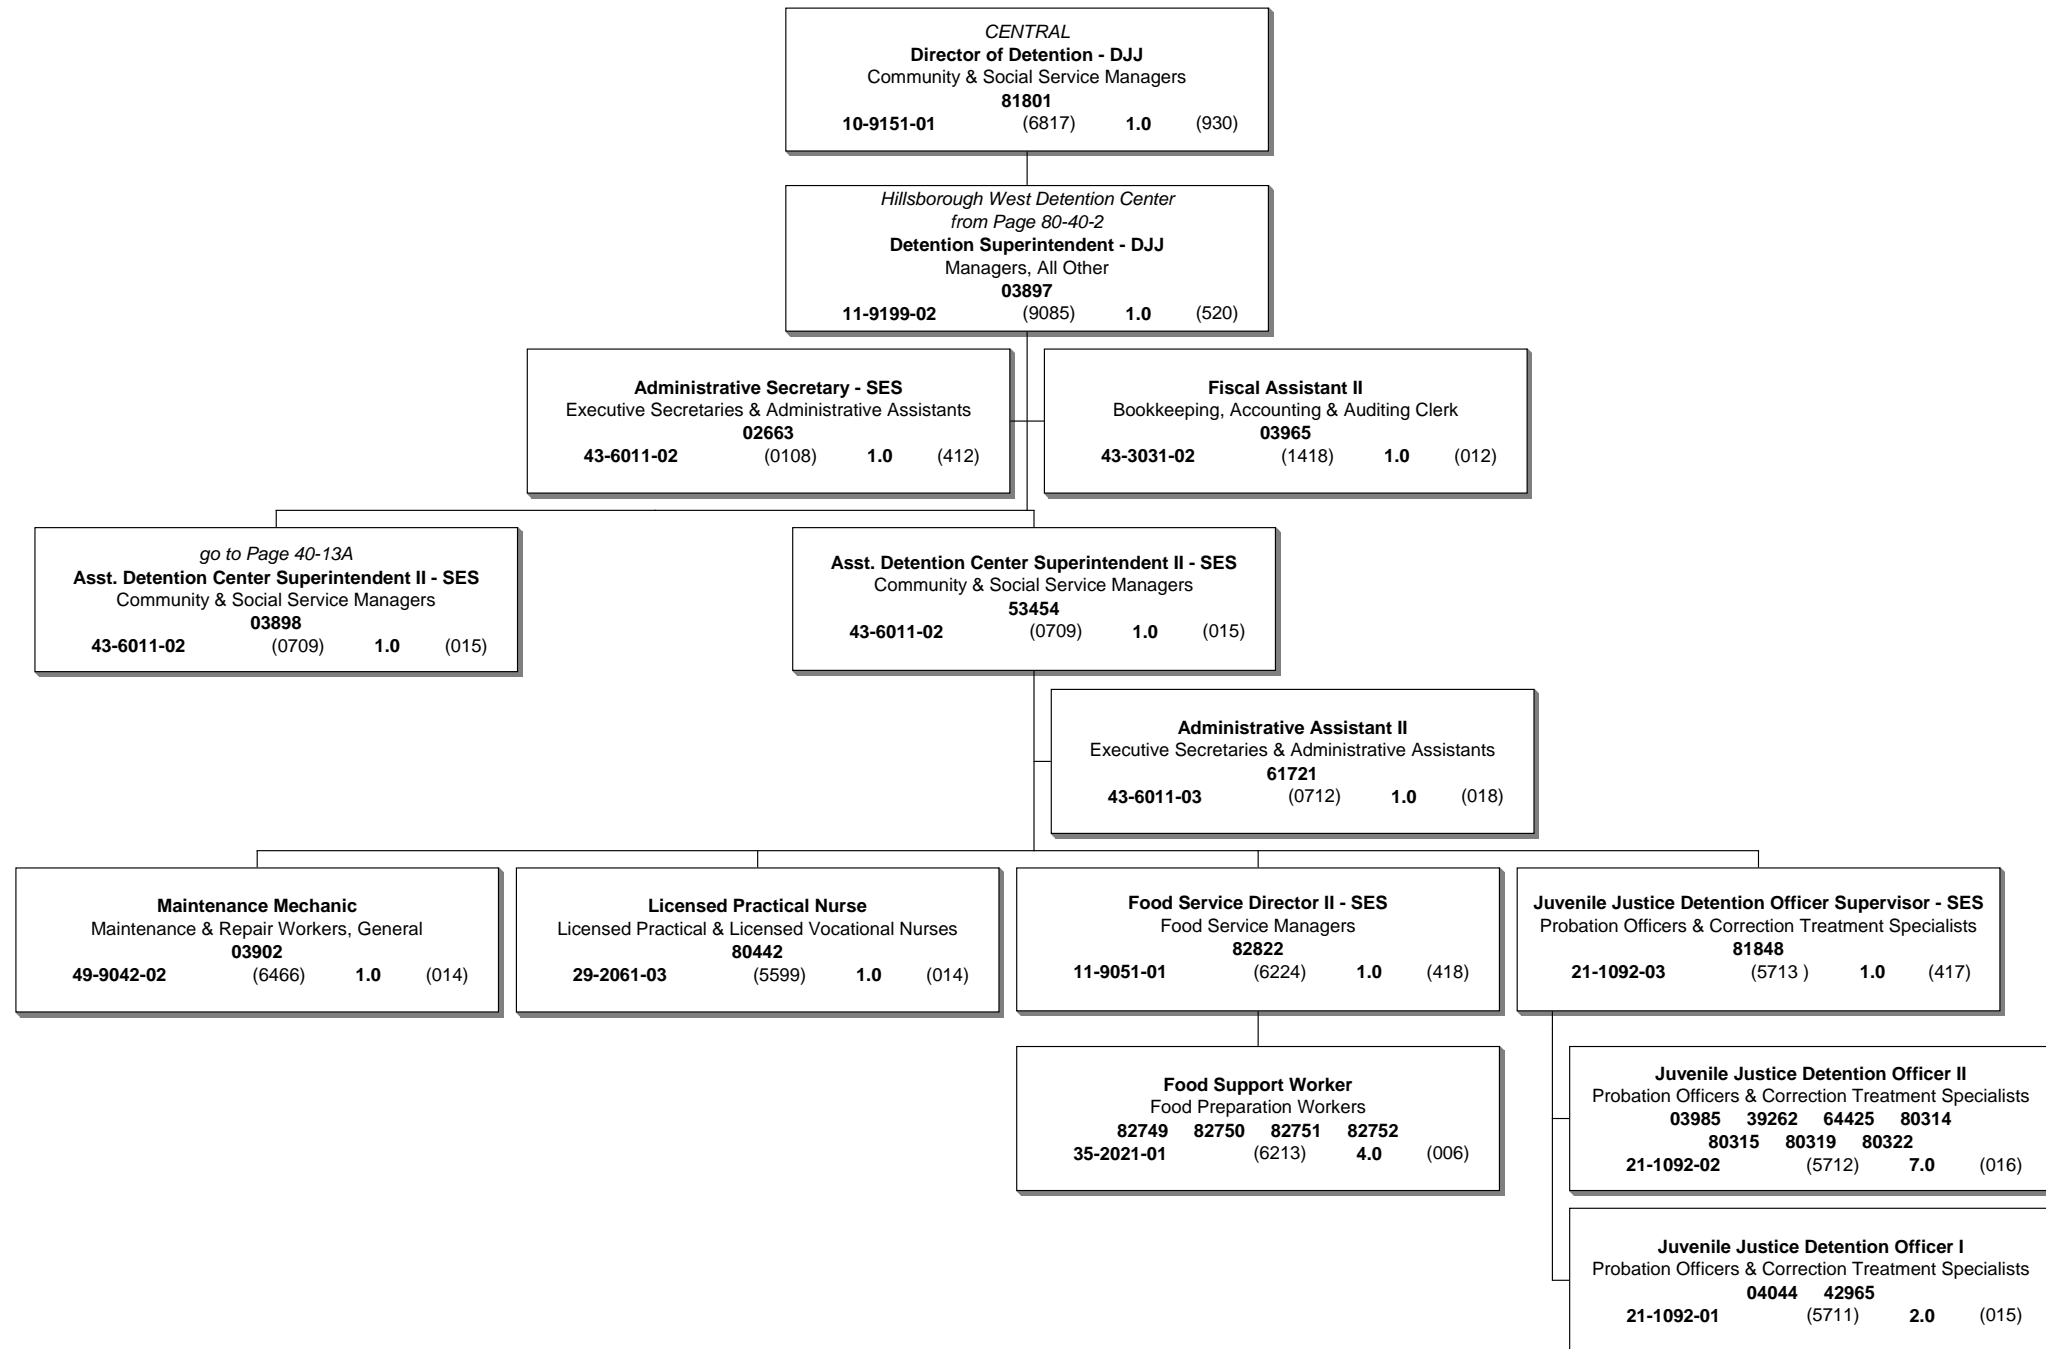 CENTRAL
Director of Detention - DJJ
Community & Social Service Managers
81801
10-9151-01 (6817) 1.0 (930)
Hillsborough West Detention Center
from Page 80-40-2
Detention Superintendent - DJJ
Managers, All Other
03897
11-9199-02 (9085) 1.0 (520)
Administrative Secretary - SES
Executive Secretaries & Administrative Assistants
02663
43-6011-02 (0108) 1.0 (412)
Fiscal Assistant II
Bookkeeping, Accounting & Auditing Clerk
03965
43-3031-02 (1418) 1.0 (012)
go to Page 40-13A
Asst. Detention Center Superintendent II - SES
Community & Social Service Managers
03898
43-6011-02 (0709) 1.0 (015)
Asst. Detention Center Superintendent II - SES
Community & Social Service Managers
53454
43-6011-02 (0709) 1.0 (015)
Administrative Assistant II
Executive Secretaries & Administrative Assistants
61721
43-6011-03 (0712) 1.0 (018)
Maintenance Mechanic
Maintenance & Repair Workers, General
03902
49-9042-02 (6466) 1.0 (014)
Licensed Practical Nurse
Licensed Practical & Licensed Vocational Nurses
80442
29-2061-03 (5599) 1.0 (014)
Food Service Director II - SES
Food Service Managers
82822
11-9051-01 (6224) 1.0 (418)
Juvenile Justice Detention Officer Supervisor - SES
Probation Officers & Correction Treatment Specialists
81848
21-1092-03 (5713 ) 1.0 (417)
Food Support Worker
Food Preparation Workers
82749 82750 82751 82752
35-2021-01 (6213) 4.0 (006)
Juvenile Justice Detention Officer II
Probation Officers & Correction Treatment Specialists
03985 39262 64425 80314
80315 80319 80322
21-1092-02 (5712) 7.0 (016)
Juvenile Justice Detention Officer I
Probation Officers & Correction Treatment Specialists
04044 42965
21-1092-01 (5711) 2.0 (015)